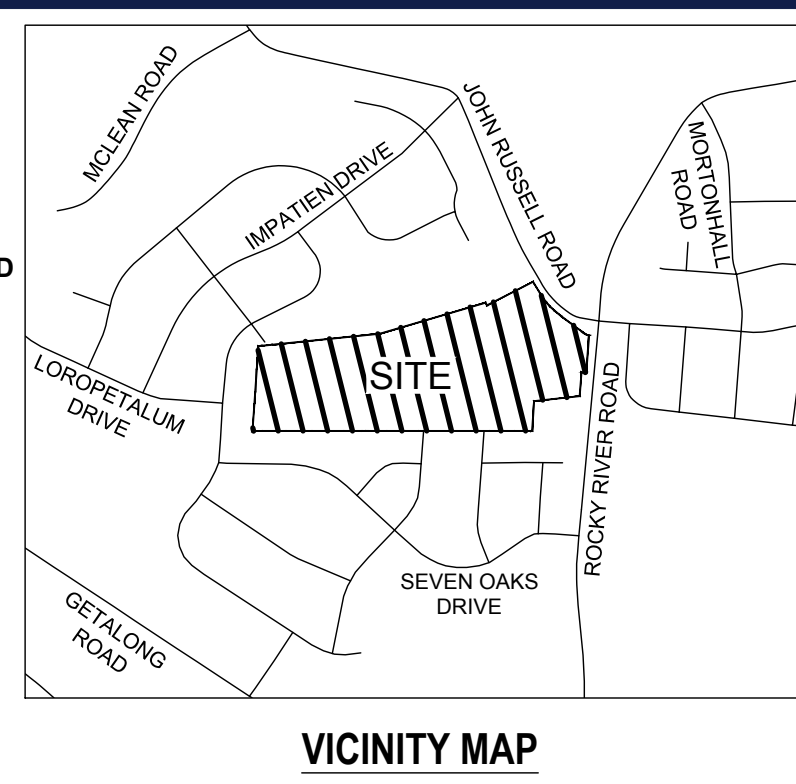 MCLEAN ROAD
JOHN RUSSELL ROAD
IMPATIEN DRIVE
MORTONHALL
ROAD
D
SITE
LOROPETALUM
DRIVE
ROCKY RIVER ROAD
SEVEN OAKS
DRIVE
GETALONG
ROAD
VICINITY MAP